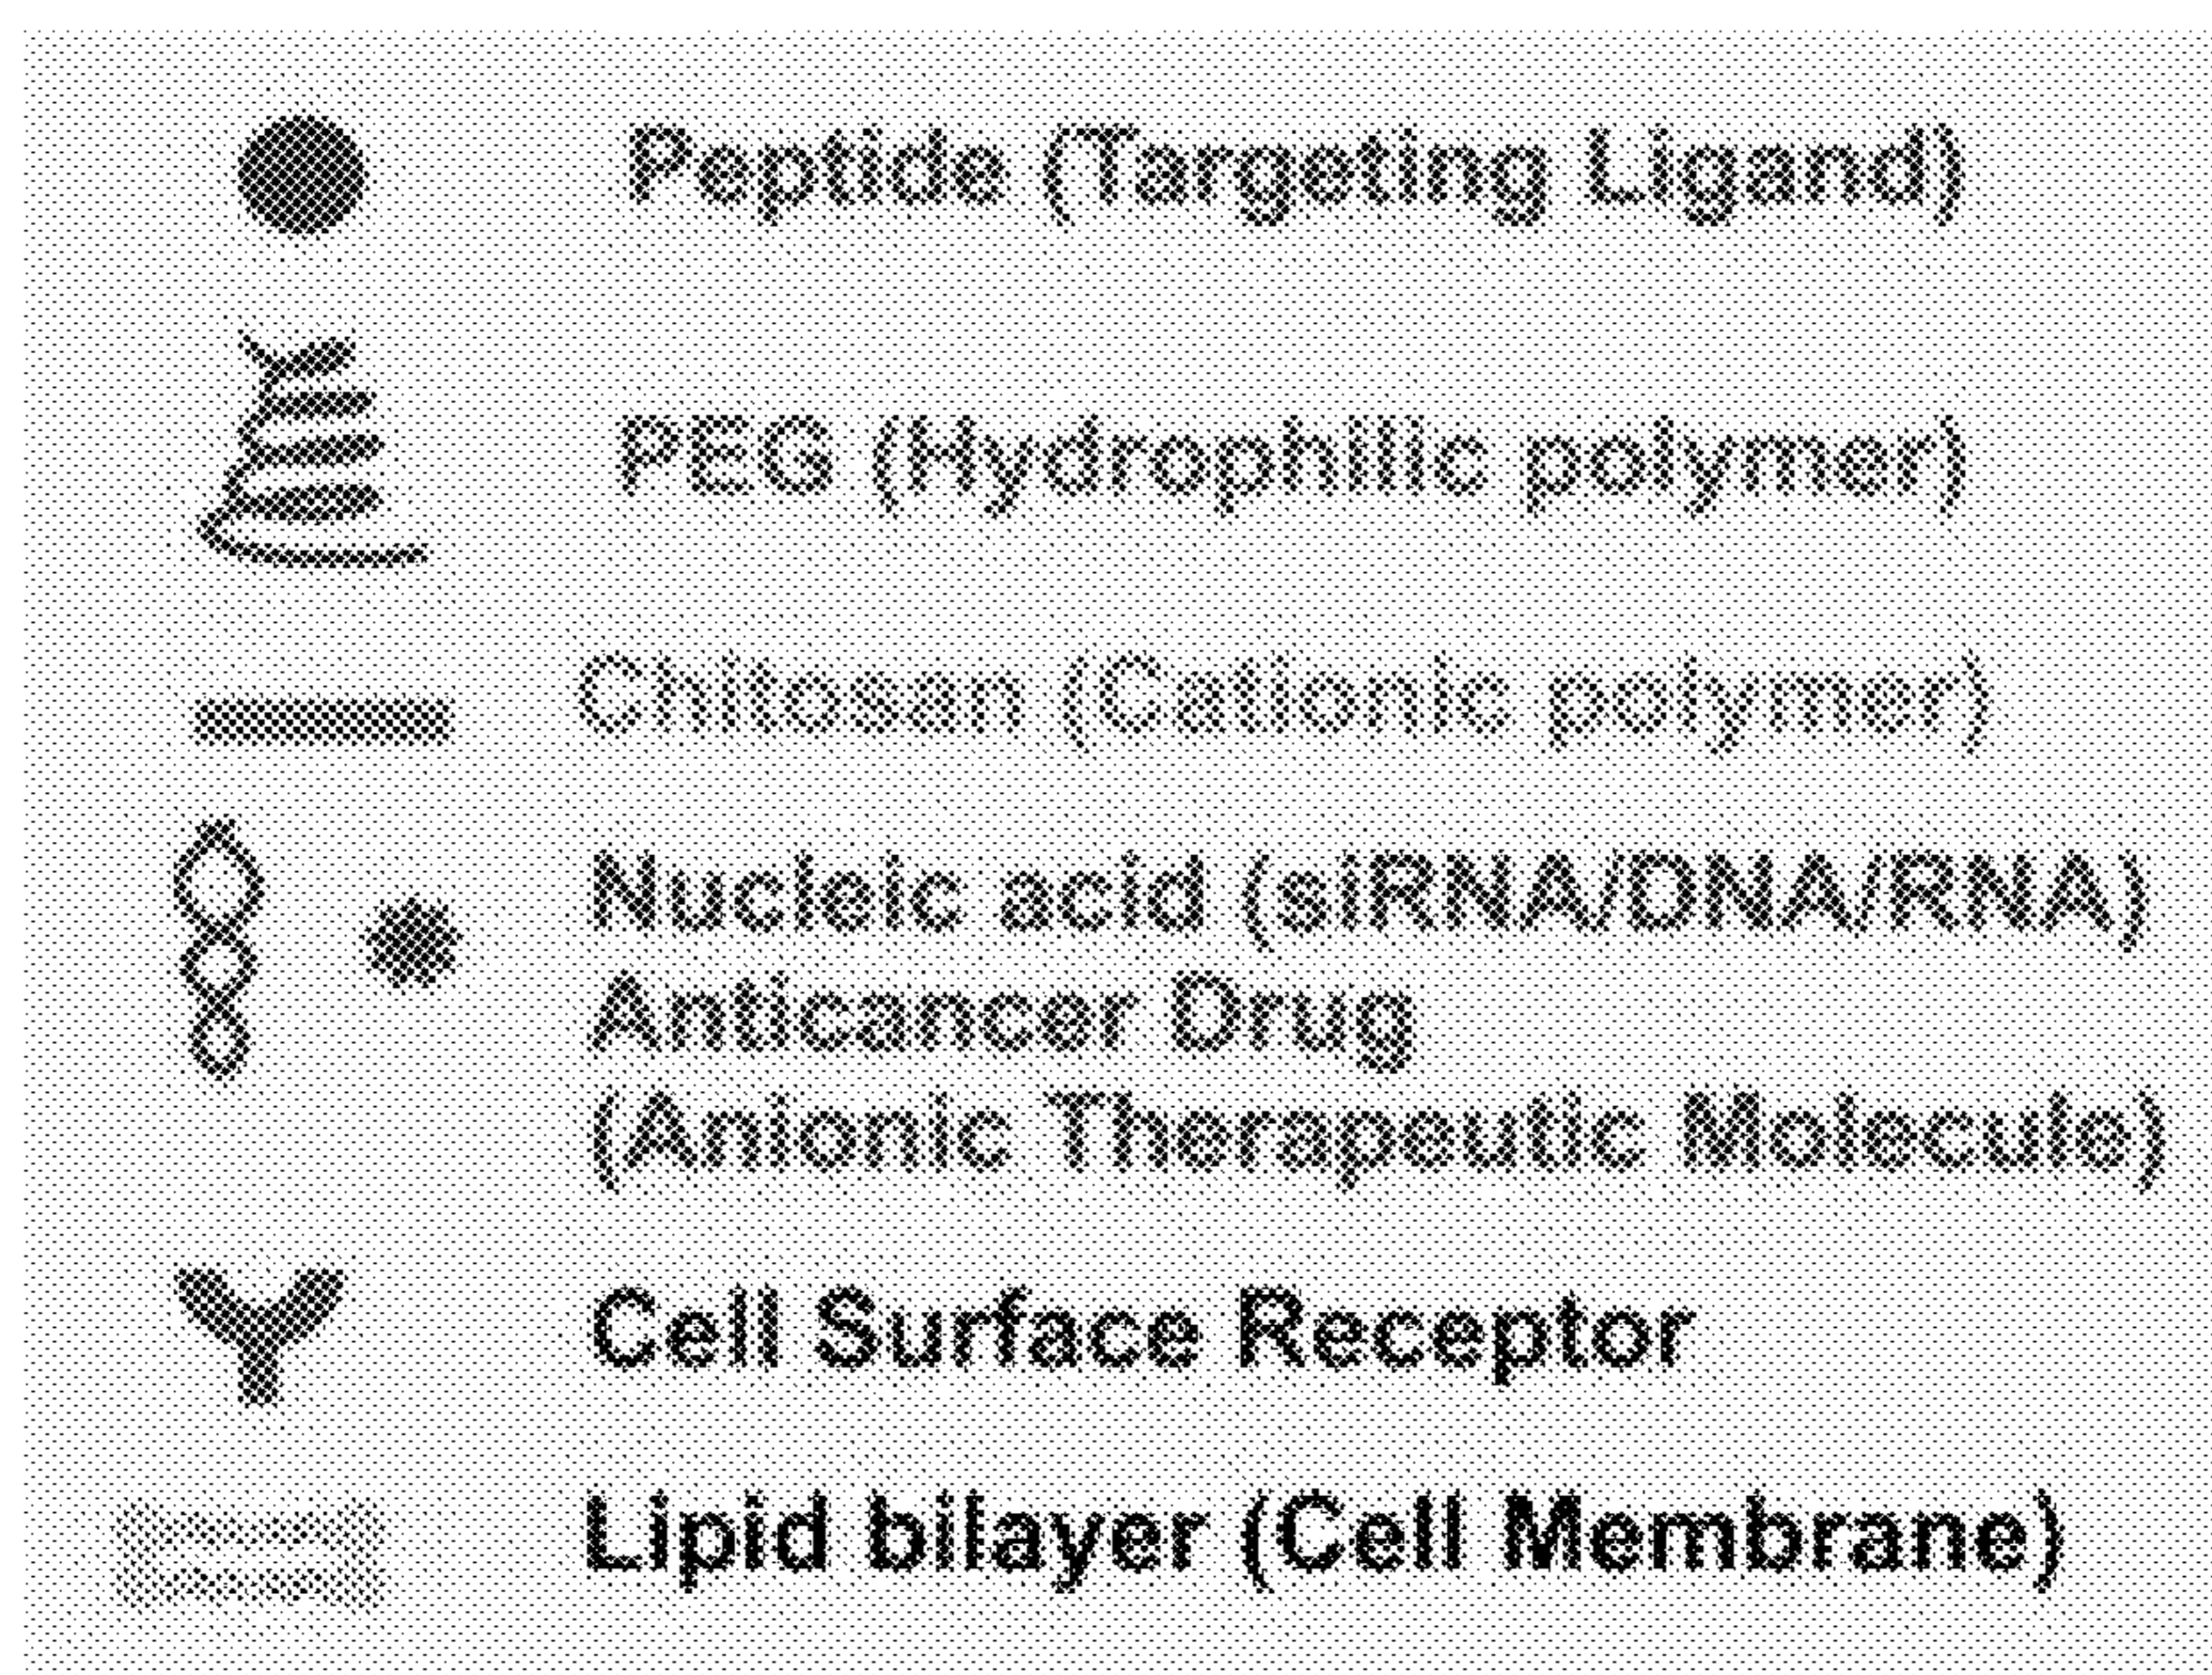 Peptide (Targeting Ligand)
PEG (Hydrophilic polymer)
Chitosan (Cationic polymer)
Nucleic acid (siRNA/DNA/RNA)
Anticancer Drug
(Anionic Therapeutic Molecule)
Cell Surface Receptor
Lipid bilayer (Cell Membrane)